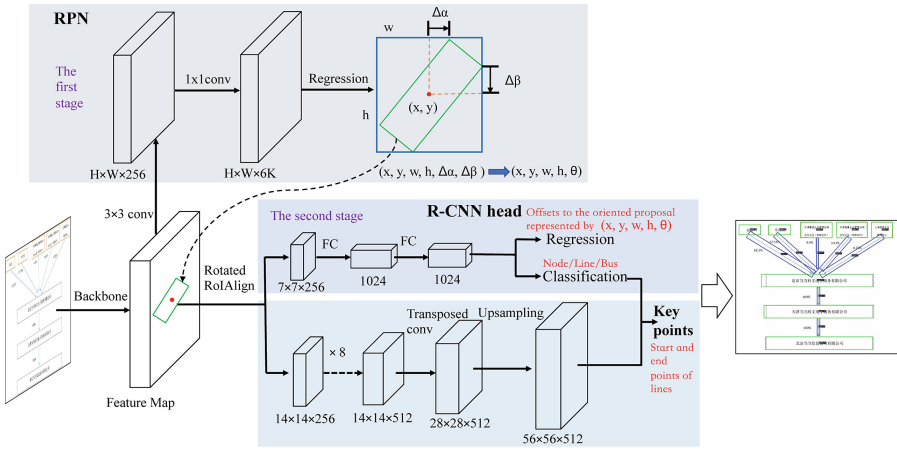 RPN
The
first
stage
1x1conv
Regression
w
Δα
h
(x, y)
Δβ
H×W×256
H×W×6K
(x, y, w, h, Δα, Δβ ) (x, y, w, h, θ)
3×3 conv
Backbone
Feature Map
Rotated
RoIAlign
The second stage
R-CNN head
Offsets to the oriented proposal
represented by (x, y, w, h, θ)
FC
FC
Regression
Node/Line/Bus
Classification
7×7×256
1024
1024
Transposed
conv
Upsampling
Key
points
Start and
end
points of
lines
× 8
14×14×256
14×14×512
28×28×512
56×56×512
100%
100%